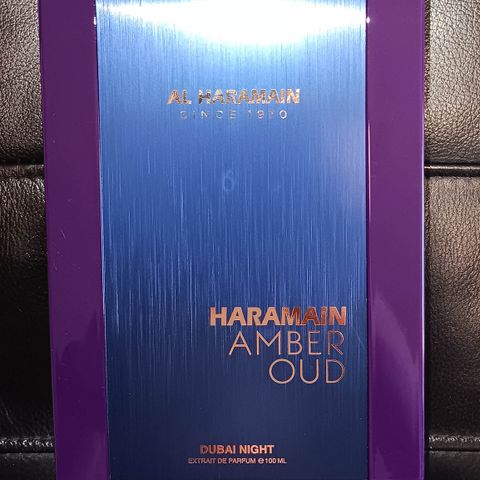 AL HARAMAIN
SINCE 1970
HARAMAIN
AMBER
OUD
DUBAI NIGHT
EXTRAIT DE PARFUM ℮ 100 ML